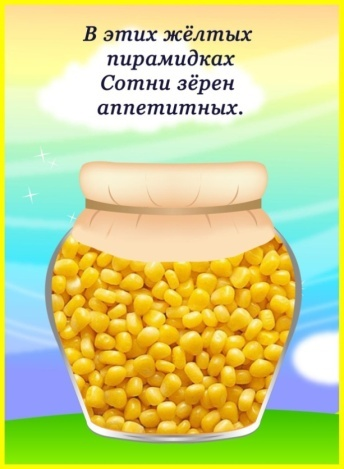 В этих жёлтых
пирамидках
Сотни зёрен
аппетитных.